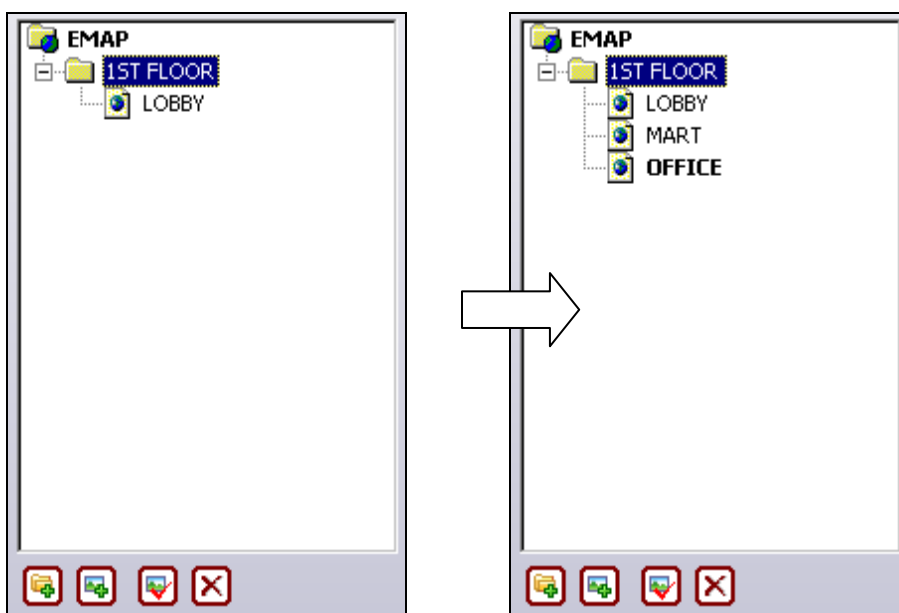 EMAP
1ST FLOOR
LOBBY
EMAP
1ST FLOOR
LOBBY
MART
OFFICE